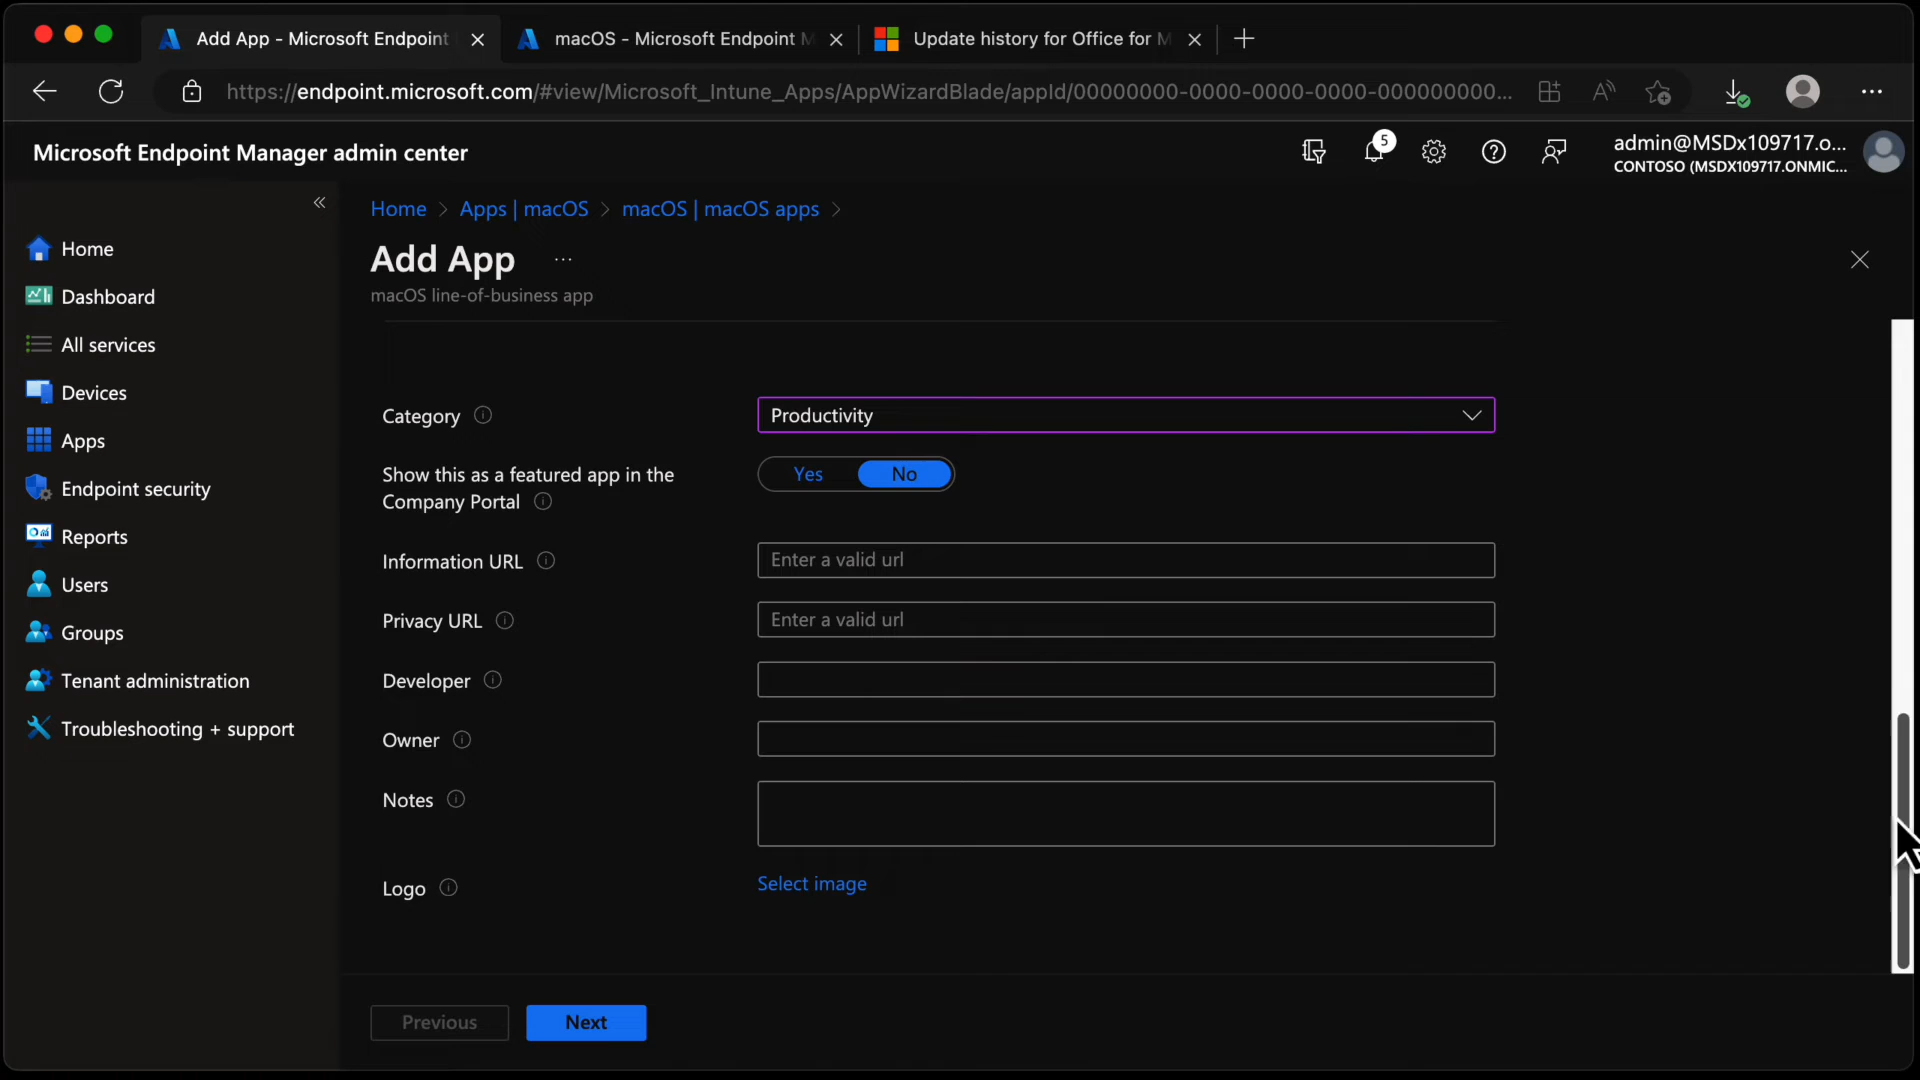 Add App - Microsoft Endpoint
macOS - Microsoft Endpoint M
Update history for Office for M
https://endpoint.microsoft.com/#view/Microsoft_Intune_Apps/AppWizardBlade/appId/00000000-0000-0000-0000-000000000...
Microsoft Endpoint Manager admin center
5
admin@MSDx109717.o...
CONTOSO (MSDX109717.ONMIC...
Home
Dashboard
All services
Devices
Apps
Endpoint security
Reports
Users
Groups
Tenant administration
Troubleshooting + support
Home > Apps | macOS > macOS | macOS apps >
Add App ...
macOS line-of-business app
Category
Productivity
Show this as a featured app in the
Company Portal
Yes No
Information URL
Enter a valid url
Privacy URL
Enter a valid url
Developer
Owner
Notes
Logo
Select image
Previous
Next